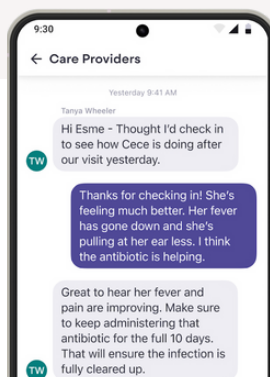 9:30
← Care Providers
Yesterday 9:41 AM
Tanya Wheeler
Hi Esme - Thought I'd check in
to see how Cece is doing after
our visit yesterday.
TW
Thanks for checking in! She's
feeling much better. Her fever
has gone down and she's
pulling at her ear less. I think
the antibiotic is helping.
Great to hear her fever and
pain are improving. Make sure
to keep administering that
antibiotic for the full 10 days.
That will ensure the infection is
fully cleared up.
TW